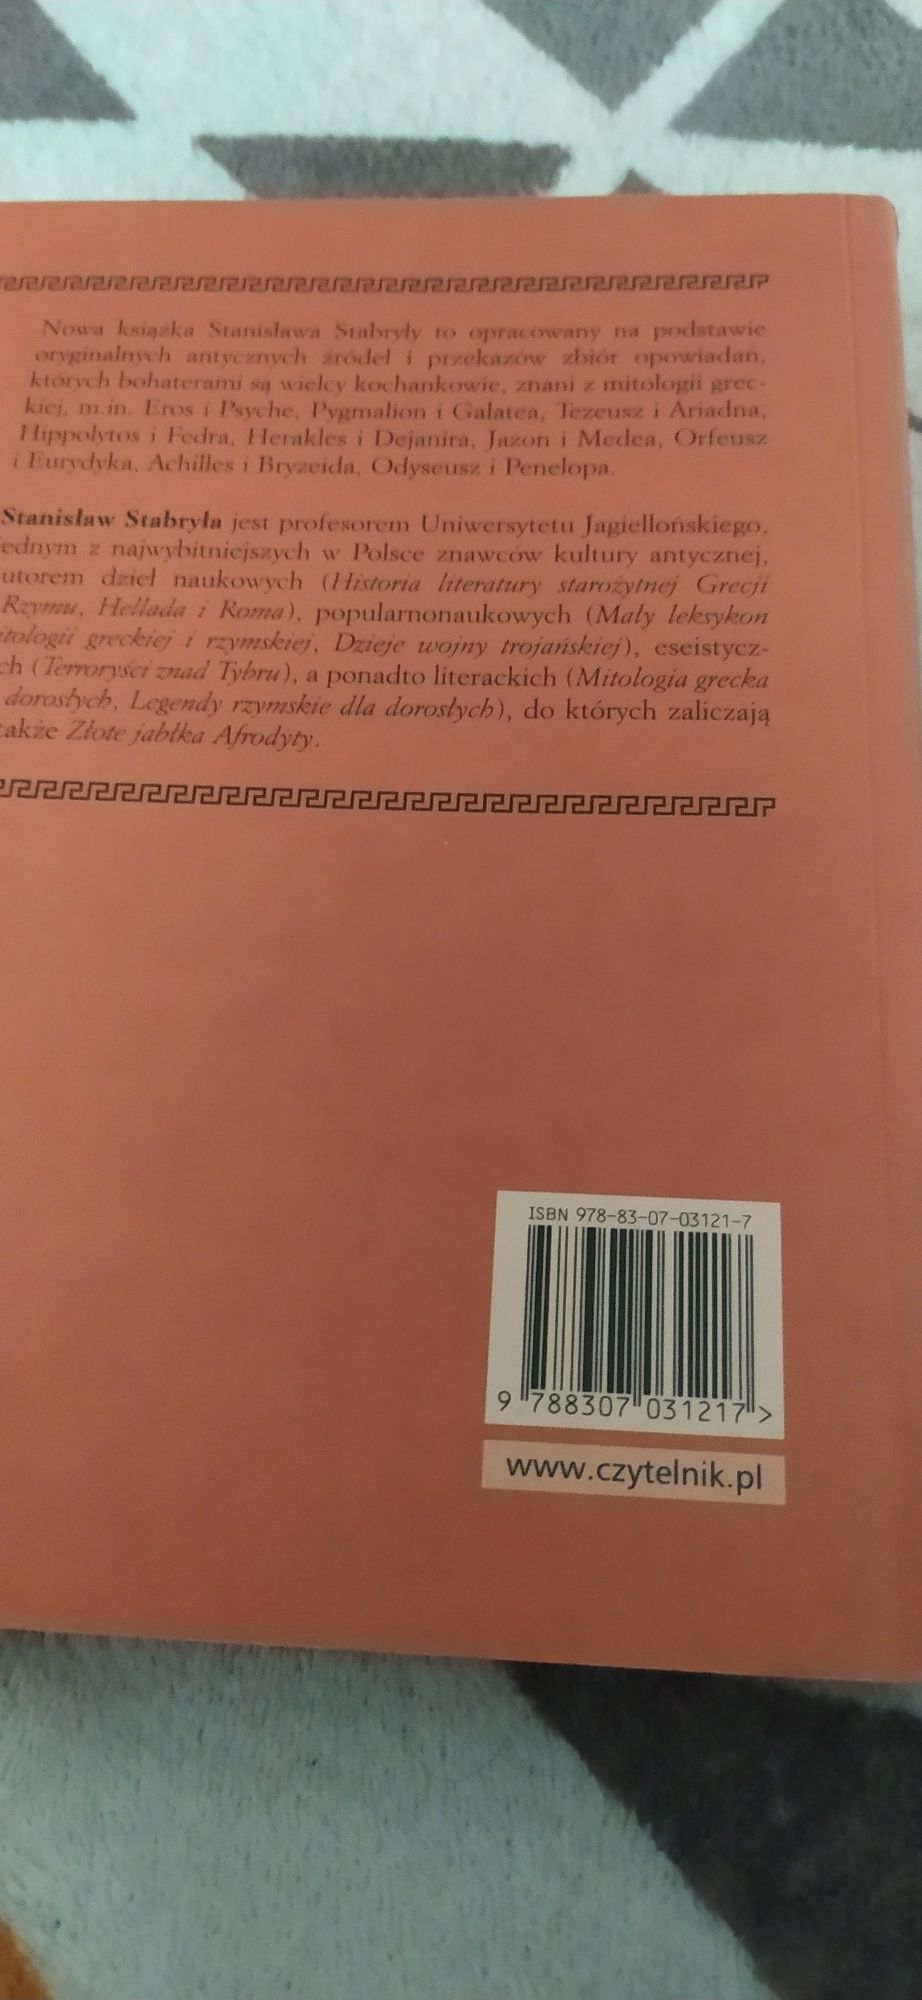 Nowa książka Stanisława Stabryły to opracowany na podstawie
oryginalnych antycznych źródeł i przekazów zbiór opowiadań,
których bohaterami są wielcy kochankowie, znani z mitologii grec-
kiej, m.in. Eros i Psyche, Pygmalion i Galatea, Tezeusz i Ariadna,
Hippolytos i Fedra, Herakles i Dejanira, Jazon i Medea, Orfeusz
i Eurydyka, Achilles i Bryzeida, Odyseusz i Penelopa.
Stanisław Stabryła jest profesorem Uniwersytetu Jagiellońskiego,
ednym z najwybitniejszych w Polsce znawców kultury antycznej,
utorem dzieł naukowych (Historia literatury starożytnej Grecji
Rzymu, Hellada i Roma), popularnonaukowych (Mały leksykon
itologii greckiej i rzymskiej, Dzieje wojny trojańskiej), eseistycz-
ch (Terroryści znad Tybru), a ponadto literackich (Mitologia grecka
dorosłych, Legendy rzymskie dla dorosłych), do których zaliczają
także Złote jabłka Afrodyty.
ISBN 978-83-07-03121-7
9 788307 031217 >
www.czytelnik.pl